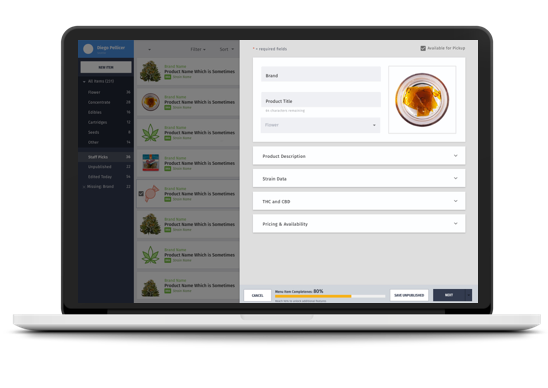 Diego Pellicer
NEW ITEM
Filter
Sort
All Items (221)
Flower
Concentrate
Edibles
Cartridges
Seeds
Other
Staff Picks
Unpublished
Edited Today
Missing Brand
Brand Name
Product Name Which is Sometimes
Brand Name
Product Name Which is Sometimes
Brand Name
Product Name Which is Sometimes
Brand Name
Product Name Which is Sometimes
Brand Name
Product Name Which is Sometimes
Brand Name
Product Name Which is Sometimes
Brand Name
Product Name Which is Sometimes
Brand Name
Product Name Which is Sometimes
* = required fields
Available for Pickup
Brand
Product Title
Flower
Product Description
Strain Data
THC and CBD
Pricing & Availability
CANCEL
Menu Item Completeness: 80%
SAVE UNPUBLISHED
NEXT